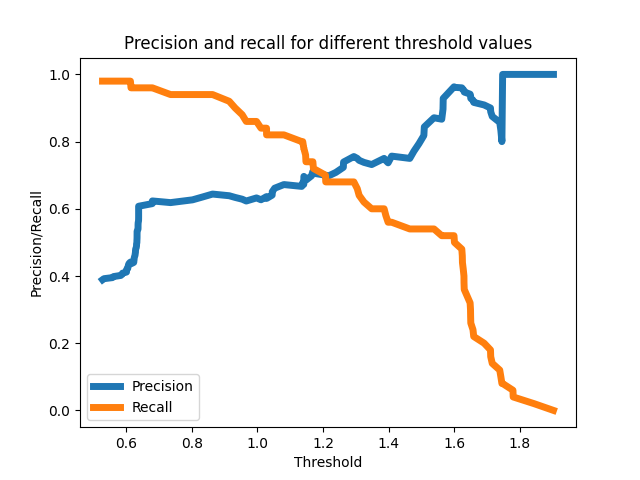 Precision and recall for different threshold values
1.0
0.8
0.6
0.4
0.2
0.0
Precision/Recall
Precision
Recall
0.6 0.8 1.0 1.2 1.4 1.6 1.8
Threshold